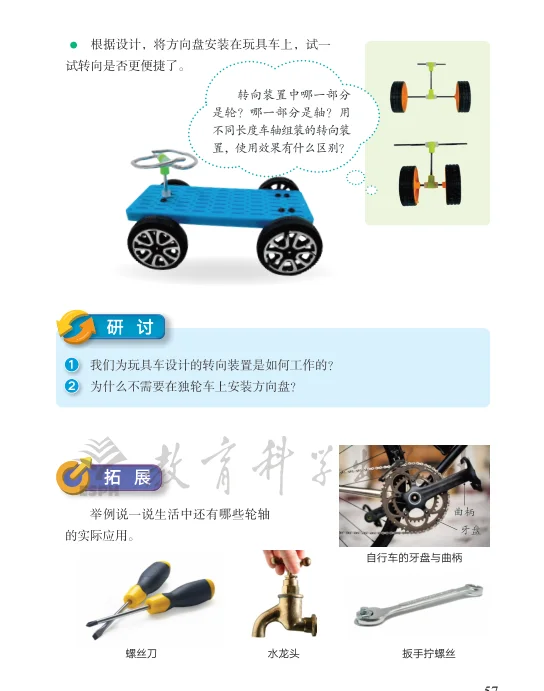 ● 根据设计，将方向盘安装在玩具车上，试一
试转向是否更便捷了。
转向装置中哪一部分
是轮？哪一部分是轴？用
不同长度车轴组装的转向装
置，使用效果有什么区别？
研讨
1 我们为玩具车设计的转向装置是如何工作的？
2 为什么不需要在独轮车上安装方向盘？
教育科学
ESPH
拓展
举例说一说生活中还有哪些轮轴
的实际应用。
曲柄
牙盘
自行车的牙盘与曲柄
螺丝刀
水龙头
扳手拧螺丝